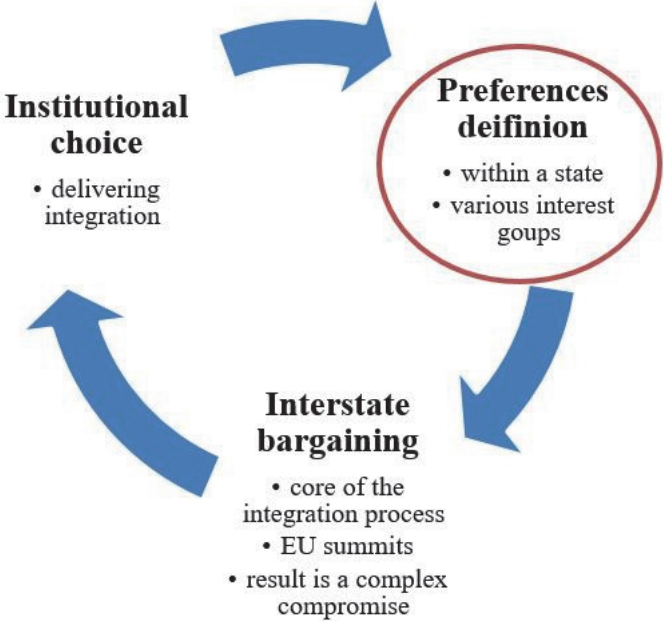 Institutional
choice
• delivering
integration
Preferences
deifinion
• within a state
• various interest
goups
Interstate
bargaining
• core of the
integration process
• EU summits
• result is a complex
compromise